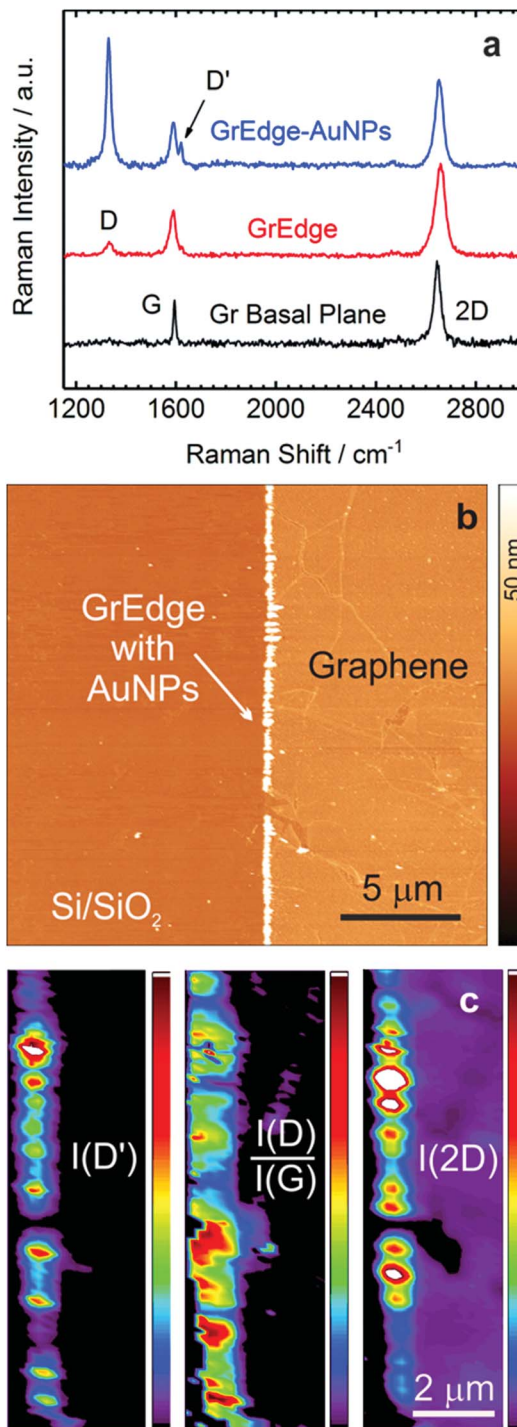 a
D'
GrEdge-AuNPs
D
GrEdge
G
Gr Basal Plane
2D
Raman Intensity / a.u.
1200 1600 2000 2400 2800
Raman Shift / cm⁻¹
b
50 nm
GrEdge
with
AuNPs
Graphene
5 μm
Si/SiO₂
c
I(D')
I(D)
I(G)
I(2D)
2 μm